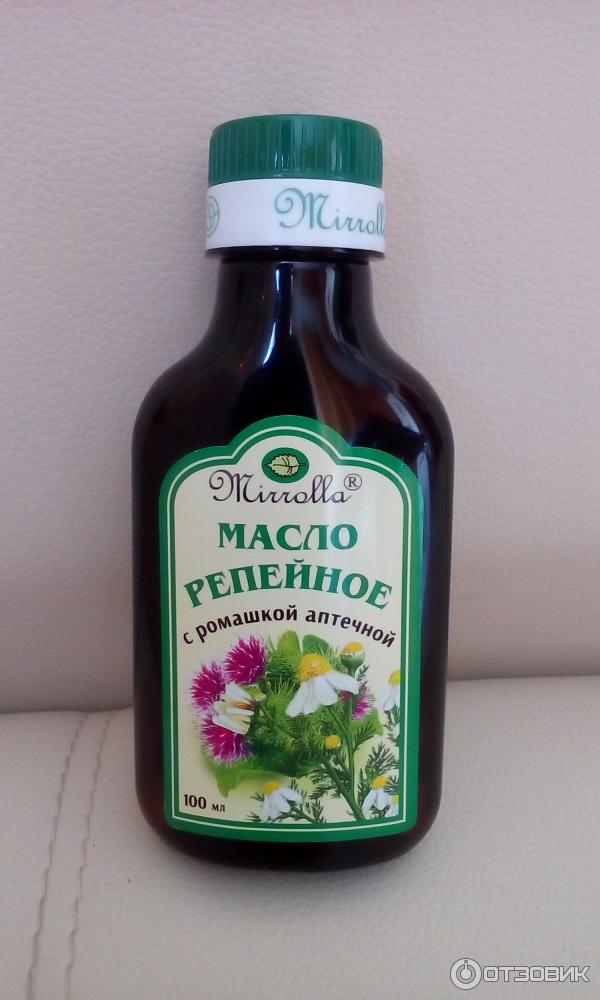 Mirrolla
Mirrolla®
МАСЛО
РЕПЕЙНОЕ
с ромашкой аптечной
100 мл
ОТЗОВИК